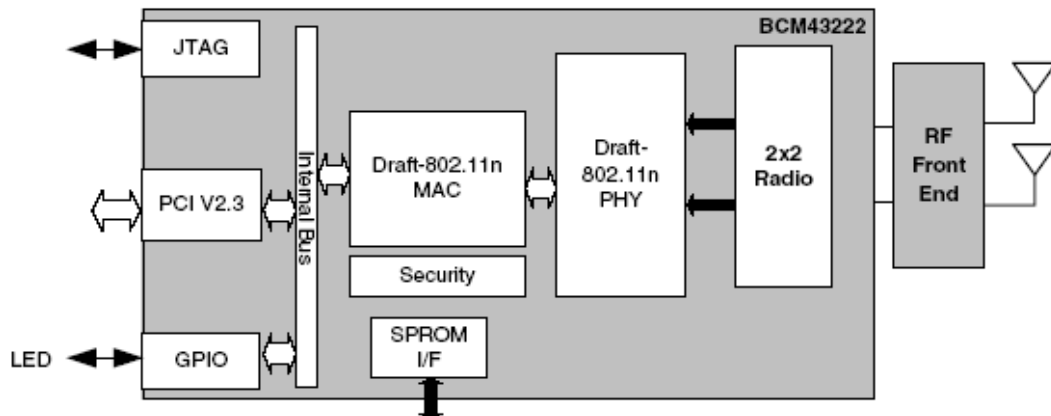 BCM43222
JTAG
PCI V2.3
LED
GPIO
Internal Bus
Draft-802.11n
MAC
Security
SPROM
I/F
Draft-
802.11n
PHY
2x2
Radio
RF
Front
End